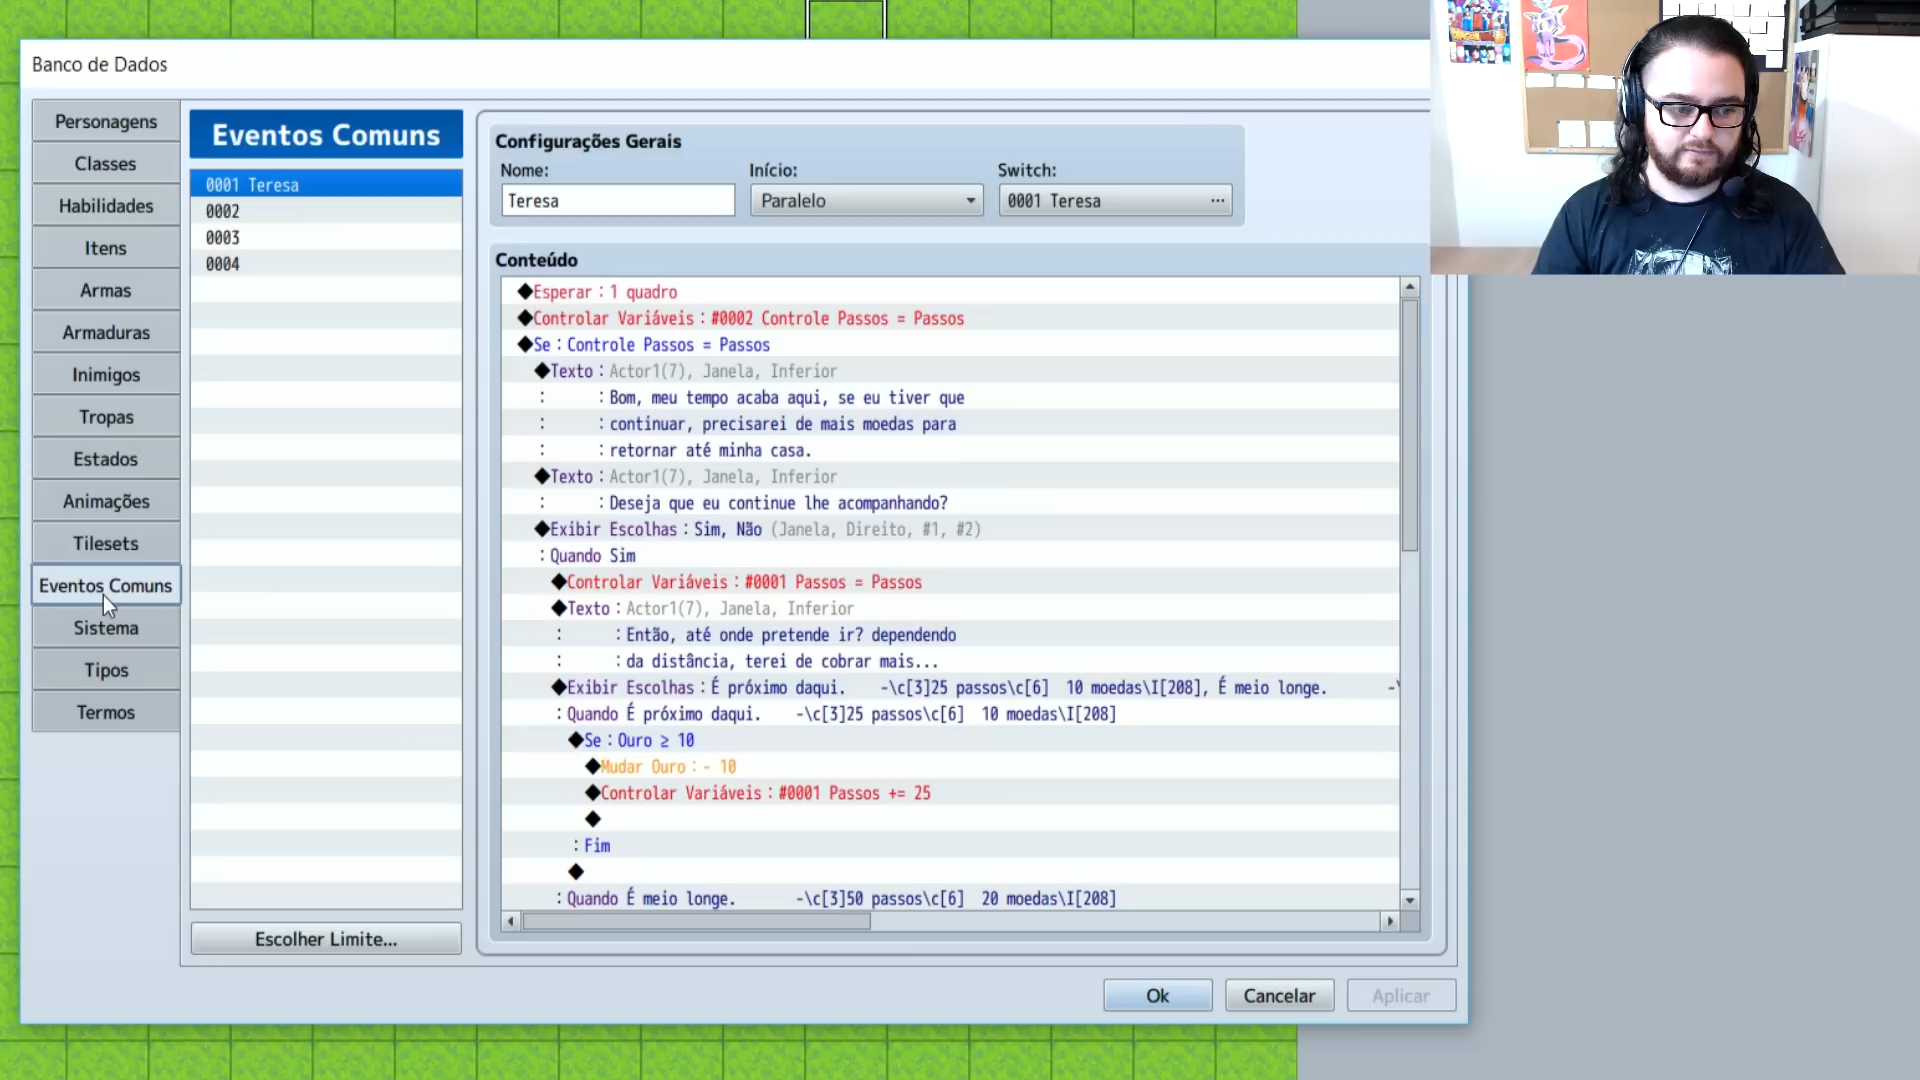 Banco de Dados
Personagens
Classes
Habilidades
Itens
Armas
Armaduras
Inimigos
Tropas
Estados
Animações
Tilesets
Eventos Comuns
Sistema
Tipos
Termos
Eventos Comuns
0001 Teresa
0002
0003
0004
Escolher Limite...
Configurações Gerais
Nome: Início: Switch:
Teresa Paralelo 0001 Teresa ...
Conteúdo
◆Esperar : 1 quadro
◆Controlar Variáveis : #0002 Controle Passos = Passos
◆Se : Controle Passos = Passos
◆Texto : Actor1(7), Janela, Inferior
: : Bom, meu tempo acaba aqui, se eu tiver que
: : continuar, precisarei de mais moedas para
: : retornar até minha casa.
◆Texto : Actor1(7), Janela, Inferior
: : Deseja que eu continue lhe acompanhando?
◆Exibir Escolhas : Sim, Não (Janela, Direito, #1, #2)
: Quando Sim
◆Controlar Variáveis : #0001 Passos = Passos
◆Texto : Actor1(7), Janela, Inferior
: : Então, até onde pretende ir? dependendo
: : da distância, terei de cobrar mais...
◆Exibir Escolhas : É próximo daqui. -\c[3]25 passos\c[6] 10 moedas\I[208], É meio longe. -\
: Quando É próximo daqui. -\c[3]25 passos\c[6] 10 moedas\I[208]
◆Se : Ouro ≥ 10
◆Mudar Ouro : - 10
◆Controlar Variáveis : #0001 Passos += 25
◆
: Fim
◆
: Quando É meio longe. -\c[3]50 passos\c[6] 20 moedas\I[208]
Ok Cancelar Aplicar